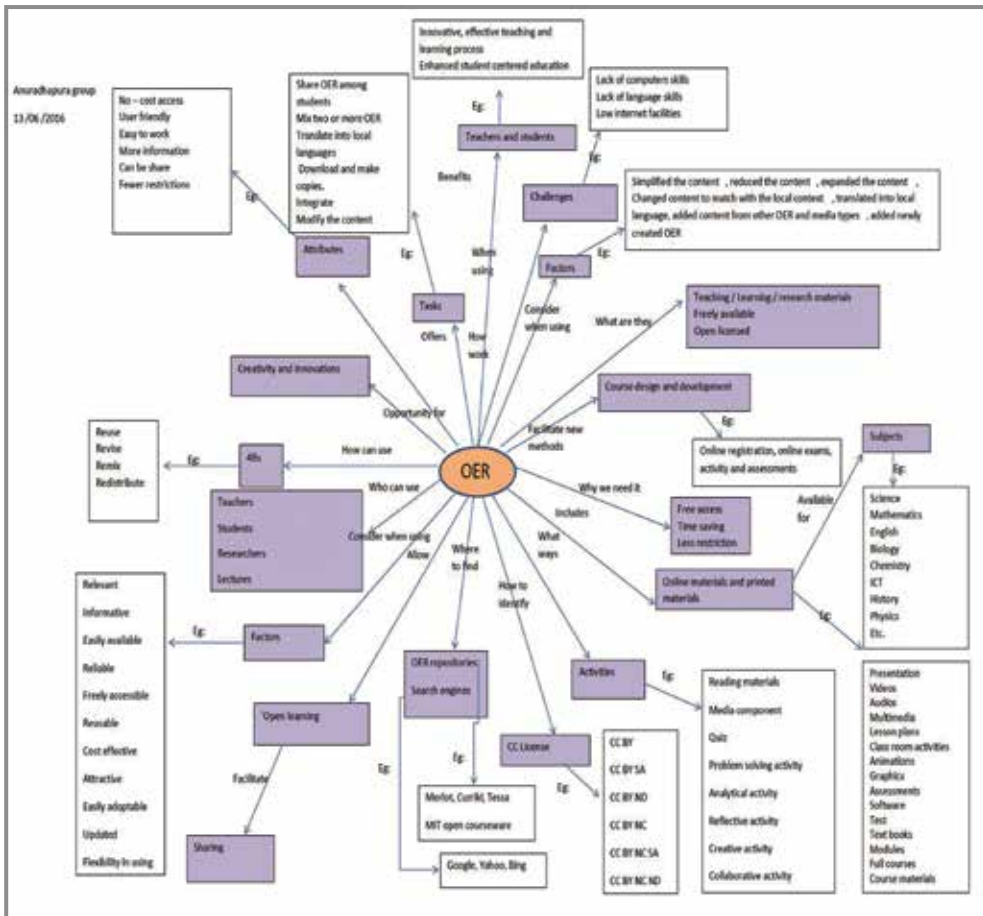 Anuradhapura group
13/06/2016
No – cost access
User friendly
Easy to work
More information
Can be share
Fewer restrictions
Eg:
Attributes
Share OER among
students
Mix two or more OER
Translate into local
languages
Download and make
copies.
Integrate
Modify the content
Eg:
Tasks
Offers
Innovative, effective teaching and
learning process
Enhanced student centered education
Eg:
Teachers and students
Benefits
When
using
How
work
Lack of computers skills
Lack of language skills
Low internet facilities
Eg:
Challenges
Simplified the content , reduced the content , expanded the content ,
Changed content to match with the local context , translated into local
language, added content from other OER and media types , added newly
created OER
Eg:
Factors
Consider
when using
What are they
Teaching / Learning / research materials
Freely available
Open licensed
Creativity and innovations
Opportunity for
Course design and development
Facilitate new
methods
Eg:
Online registration, online exams,
activity and assessments
Subjects
Eg:
Available
for
Science
Mathematics
English
Biology
Chemistry
ICT
History
Physics
Etc.
OER
Reuse
Revise
Remix
Redistribute
Eg:
4Rs
How can use
Who can use
Teachers
Students
Researchers
Lectures
Why we need it
Free access
Time saving
Less restriction
Includes
Online materials and printed
materials
Eg:
Presentation
Videos
Audios
Multimedia
Lesson plans
Class room activities
Animations
Graphics
Assessments
Software
Test
Text books
Modules
Full courses
Course materials
Consider when using
Allow
Relevant
Informative
Easily available
Reliable
Freely accessible
Reusable
Cost effective
Attractive
Easily adoptable
Updated
Flexibility in using
Eg:
Factors
Open learning
Facilitate
Sharing
Where
to find
OER repositories
Search engines
Eg:
Eg:
Merlot, Curriki, Tessa
MIT open courseware
Google, Yahoo, Bing
How to
identify
CC License
Eg:
CC BY
CC BY SA
CC BY ND
CC BY NC
CC BY NC SA
CC BY NC ND
What
ways
Activities
Eg:
Reading materials
Media component
Quiz
Problem solving activity
Analytical activity
Reflective activity
Creative activity
Collaborative activity